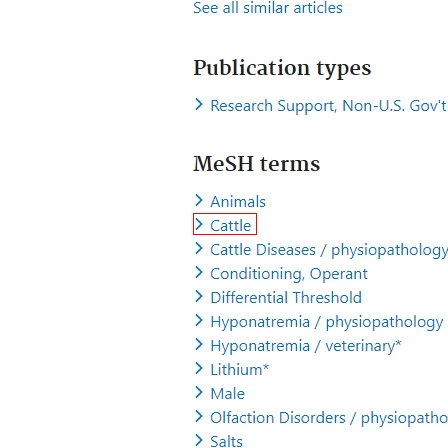 See all similar articles
Publication types
Research Support, Non-U.S. Gov't
MeSH terms
Animals
Cattle
Cattle Diseases / physiopathology
Conditioning, Operant
Differential Threshold
Hyponatremia / physiopathology
Hyponatremia / veterinary*
Lithium*
Male
Olfaction Disorders / physiopatho
Salts